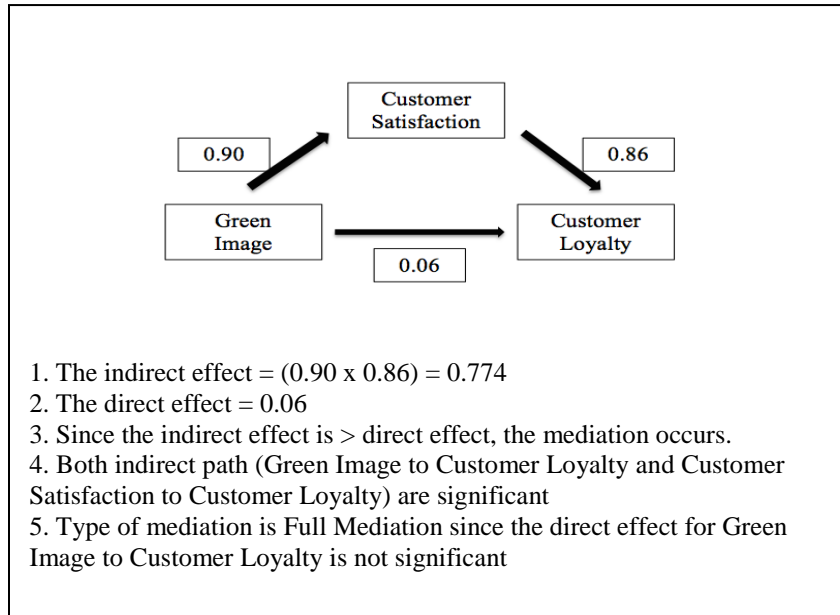 Customer
Satisfaction
0.90
0.86
Green
Image
Customer
Loyalty
0.06
1. The indirect effect = (0.90 x 0.86) = 0.774
2. The direct effect = 0.06
3. Since the indirect effect is > direct effect, the mediation occurs.
4. Both indirect path (Green Image to Customer Loyalty and Customer
Satisfaction to Customer Loyalty) are significant
5. Type of mediation is Full Mediation since the direct effect for Green
Image to Customer Loyalty is not significant